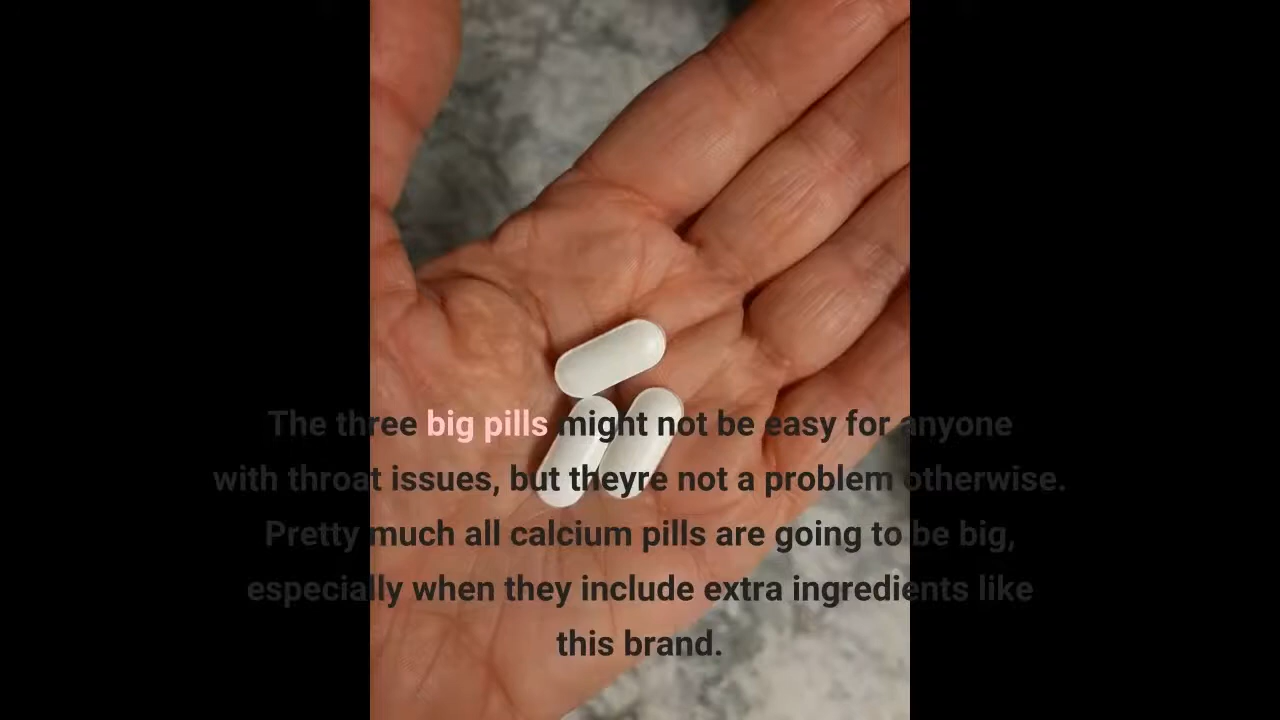 The three big pills might not be easy for anyone
with throat issues, but theyre not a problem otherwise.
Pretty much all calcium pills are going to be big,
especially when they include extra ingredients like
this brand.